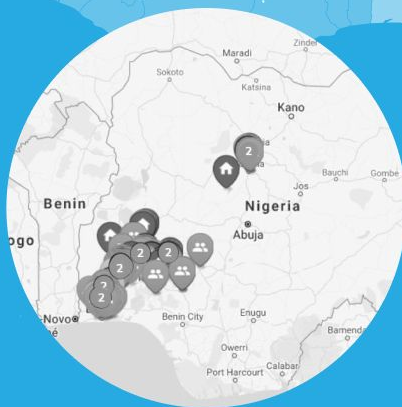 Zinder
Maradi
Sokoto
Katsina
Kano
2
Bauchi
Gombe
Jos
Benin
Nigeria
ogo
Abuja
2
2
2
2
2
Novo
Benin City
Enugu
Bamenda
Owerri
Calabar
Port Harcourt